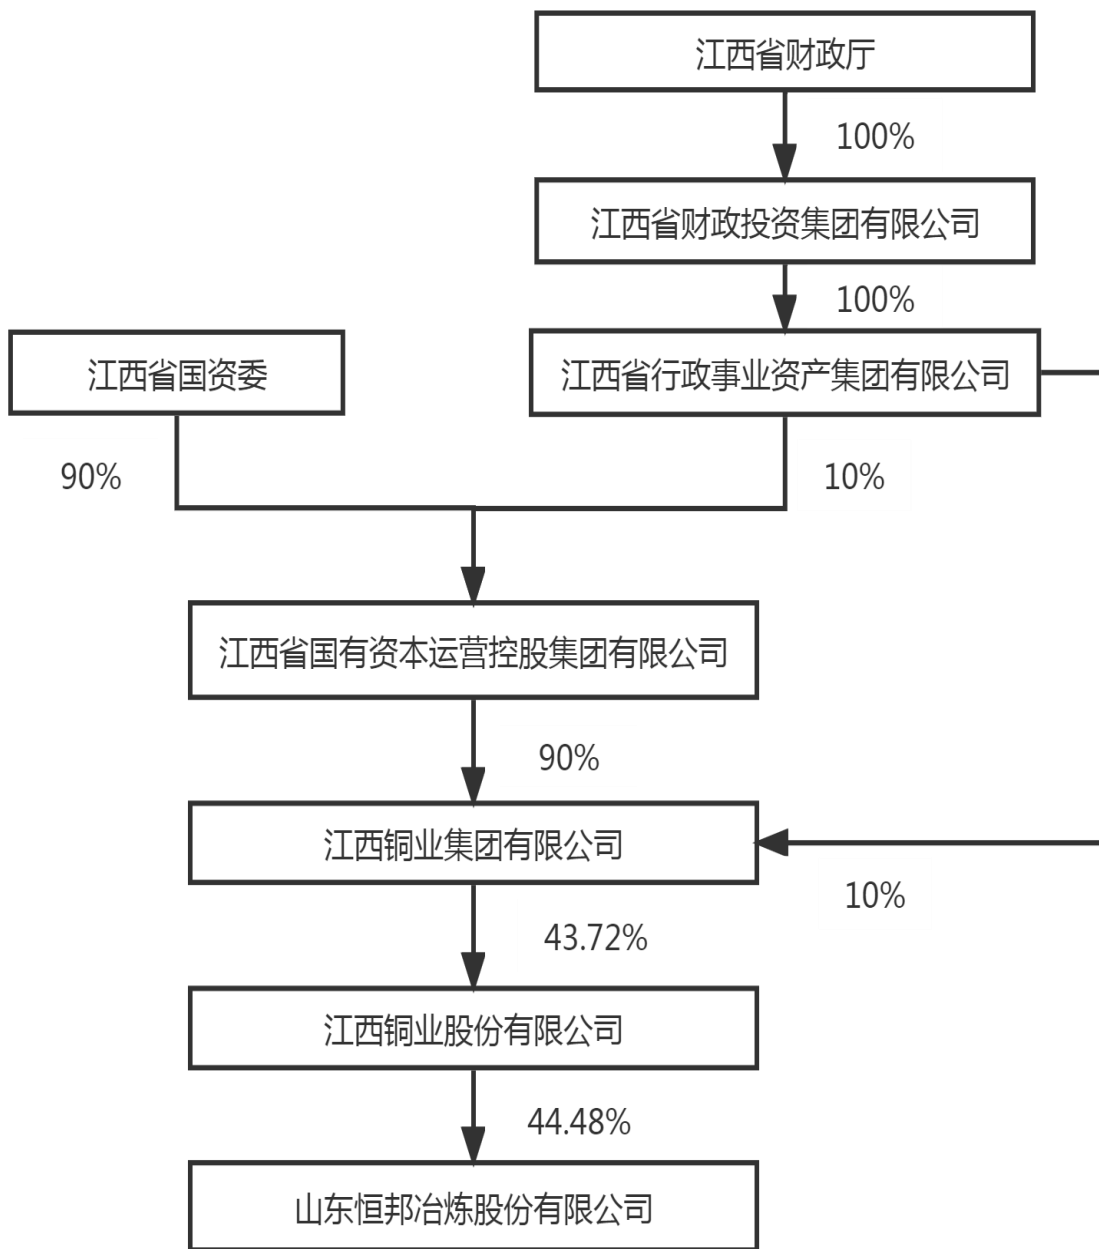 江西省财政厅
100%
江西省财政投资集团有限公司
100%
江西省国资委
江西省行政事业资产集团有限公司
90%
10%
江西省国有资本运营控股集团有限公司
90%
江西铜业集团有限公司
10%
43.72%
江西铜业股份有限公司
44.48%
山东恒邦冶炼股份有限公司